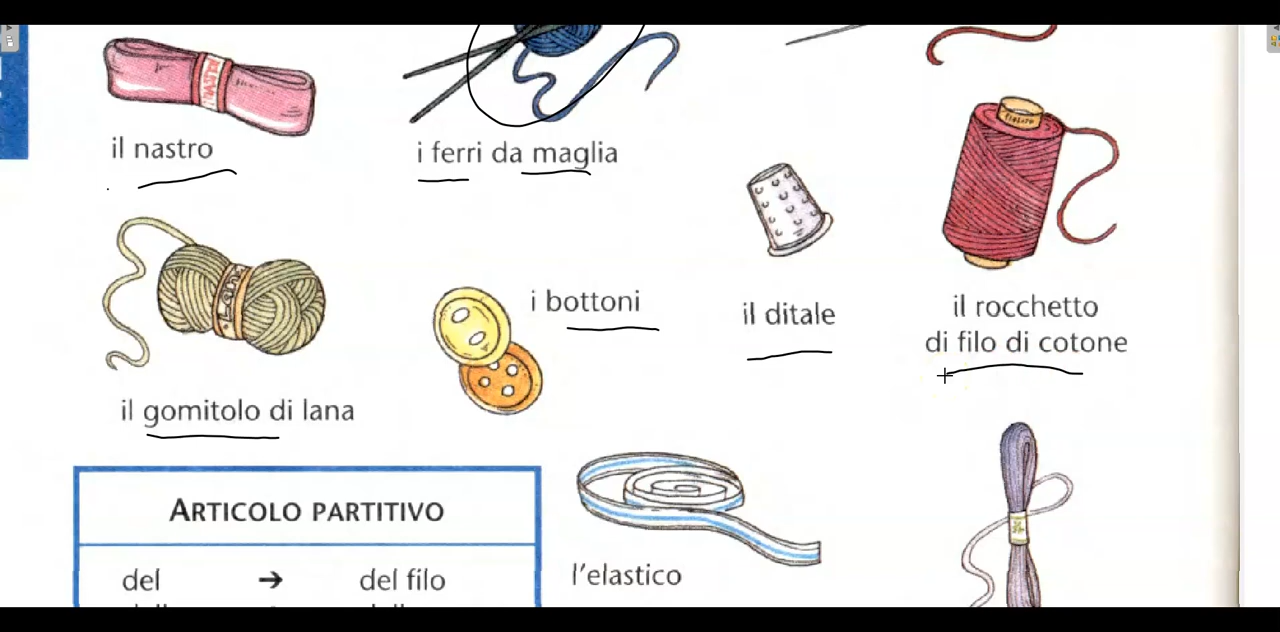 il nastro
i ferri da maglia
il gomitolo di lana
i bottoni
il ditale
il rocchetto
di filo di cotone
Lana
l'elastico
ARTICOLO PARTITIVO
del → del filo